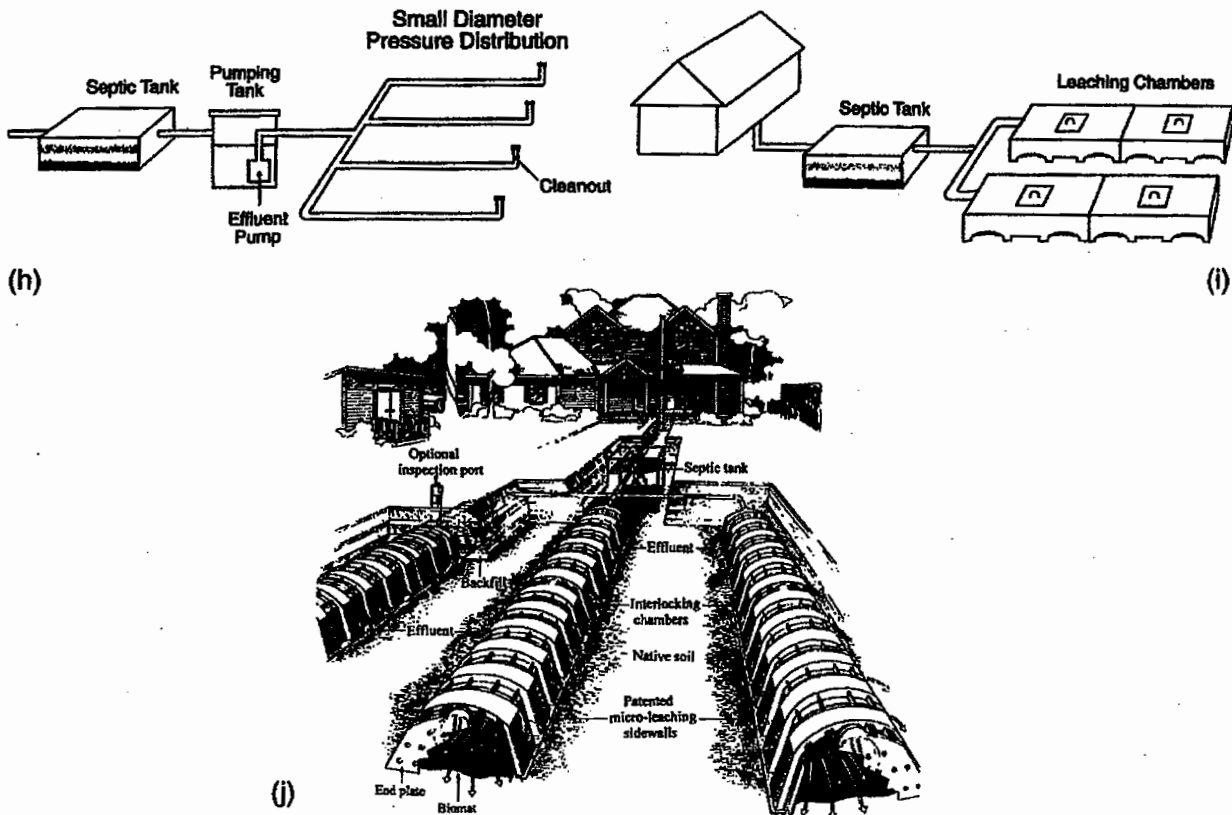 Small Diameter
Pressure Distribution
Septic Tank
Pumping
Tank
Cleanout
Effluent
Pump
(h)
Septic Tank
Leaching Chambers
(i)
Optional
inspection port
Septic tank
Effluent
Backfill
Interlocking
chambers
Effluent
Native soil
Patented
micro-leaching
sidewalls
End plate
Biomat
(j)